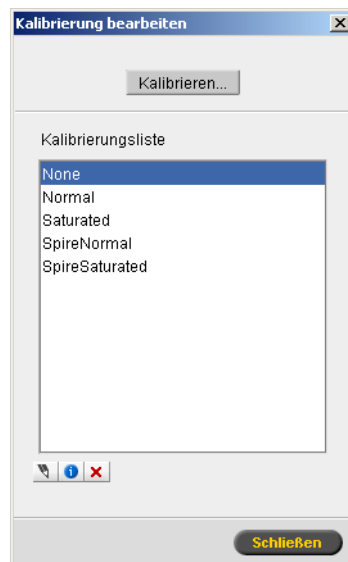 Kalibrierung bearbeiten
Kalibrieren...
Kalibrierungsliste
None
Normal
Saturated
SpireNormal
SpireSaturated
Schließen